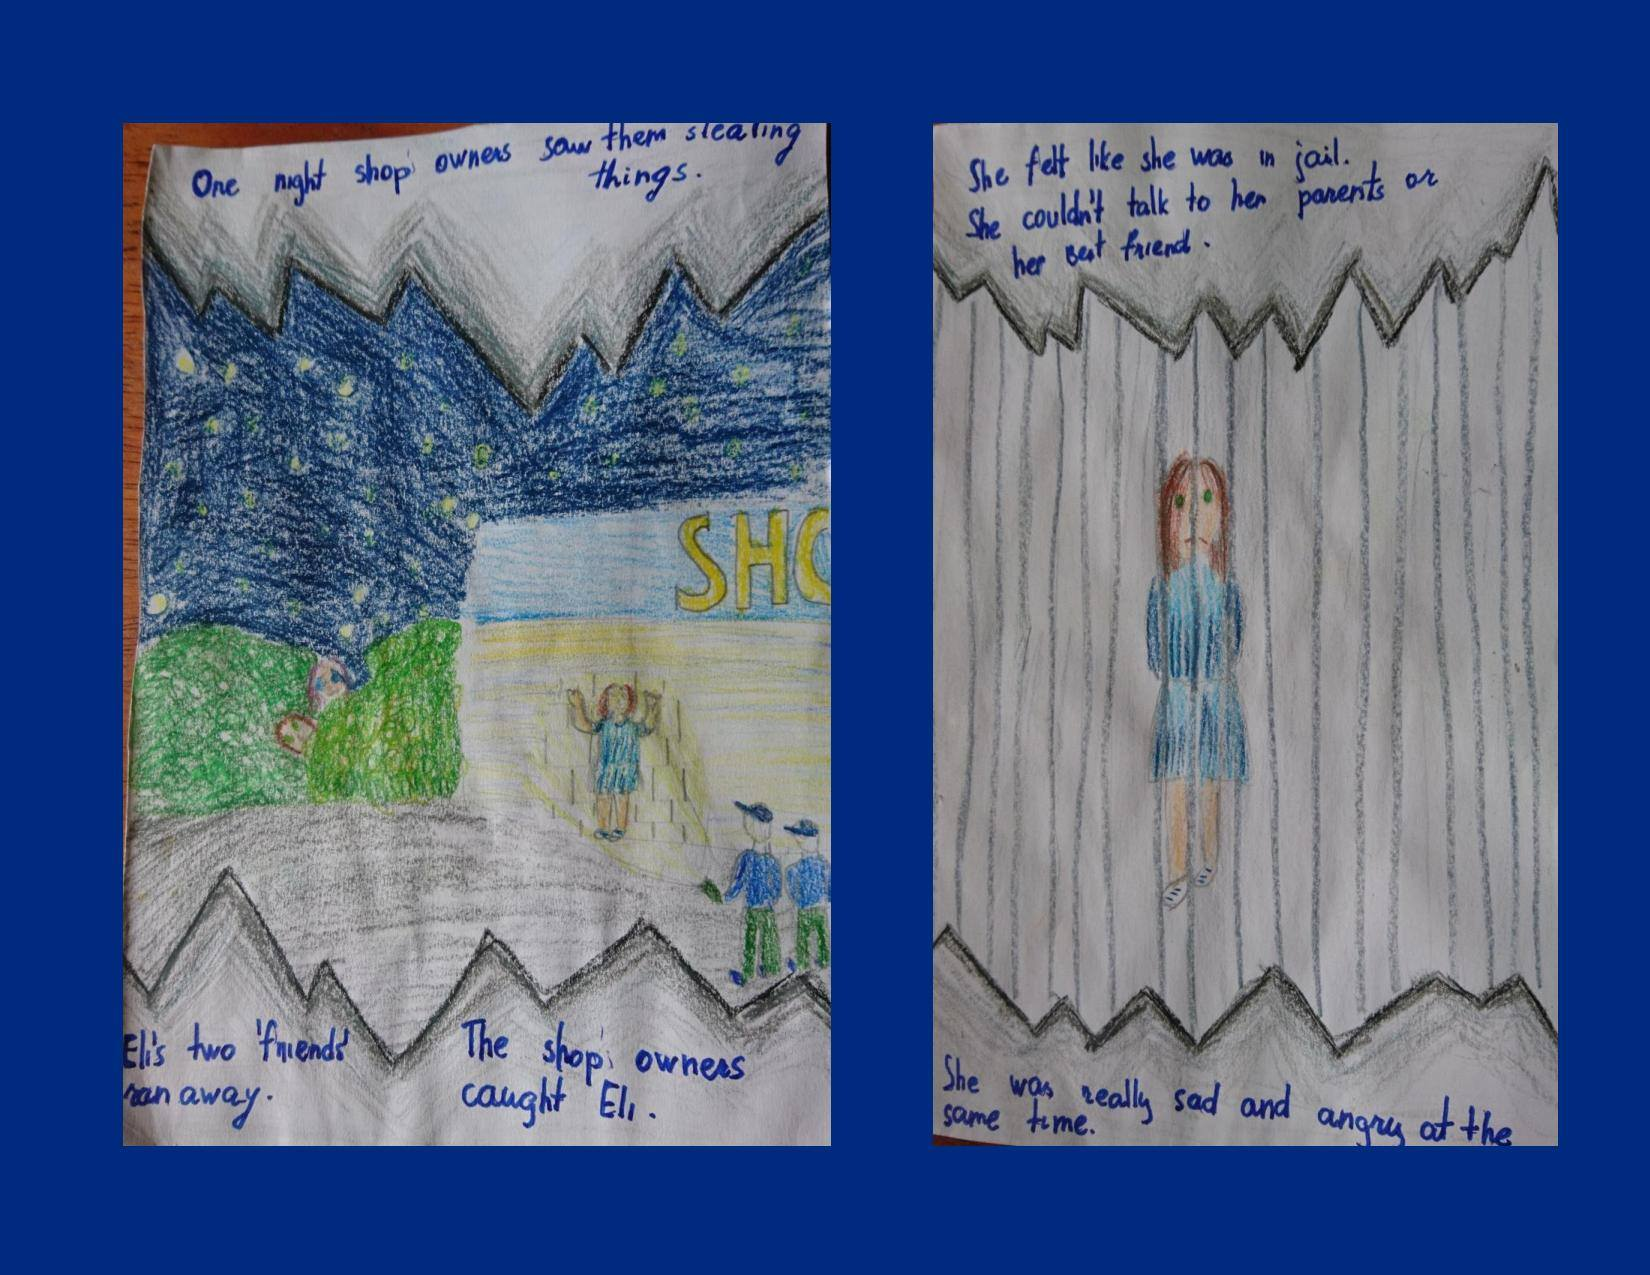 One night shop' owners saw them stealing
things.
SHO
Eli's two 'friends'
ran away.
The shop' owners
caught Eli.
She felt like she was in jail.
She couldn't talk to her parents or
her best friend.
She was really sad and angry at the
same time.